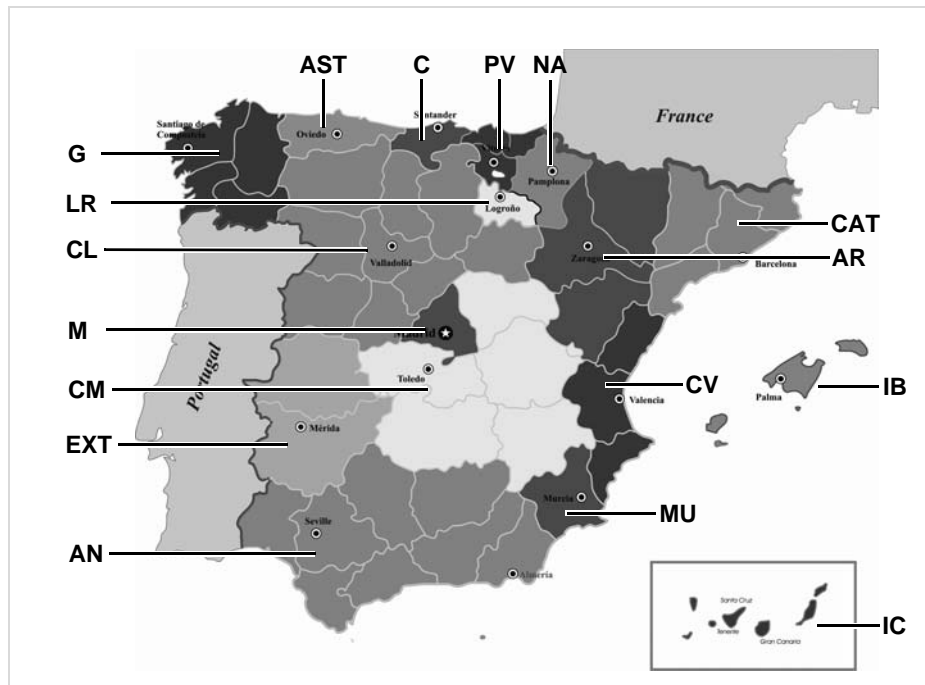 AST
C
PV
NA
Santander
France
Santiago de
Compostela
Oviedo
G
Pamplona
LR
Logroño
CAT
CL
Valladolid
Barcelona
AR
M
Madrid
Portugal
Toledo
CM
CV
IB
Palma
Valencia
EXT
Mérida
Murcia
MU
Seville
AN
Almería
Santa Cruz
Tenerife
Gran Canaria
IC